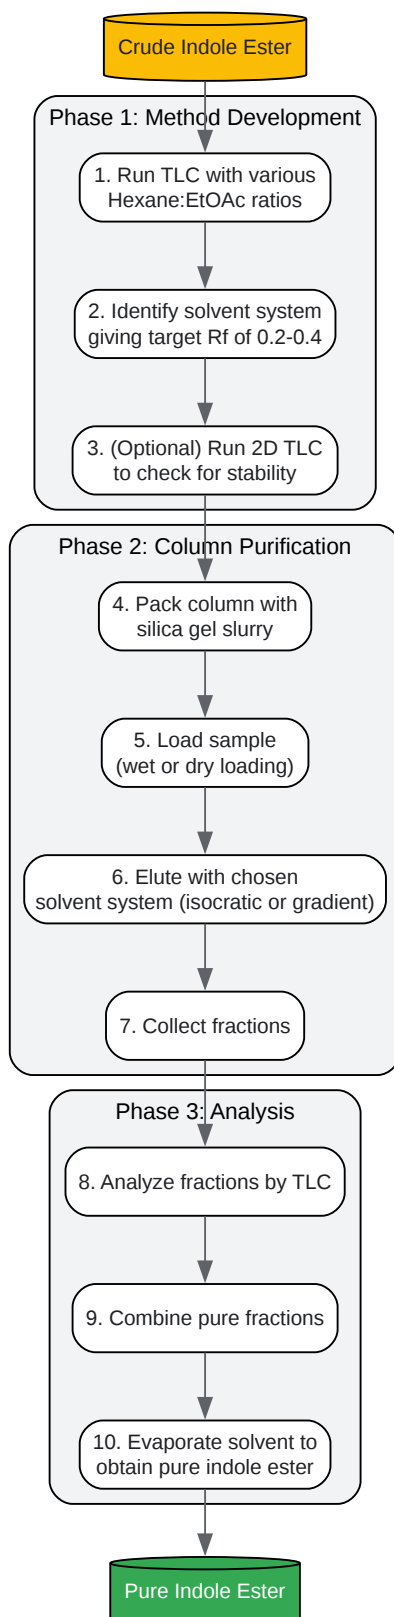 Crude Indole Ester
Phase 1: Method Development
1. Run TLC with various
Hexane:EtOAc ratios
2. Identify solvent system
giving target Rf of 0.2-0.4
3. (Optional) Run 2D TLC
to check for stability
Phase 2: Column Purification
4. Pack column with
silica gel slurry
5. Load sample
(wet or dry loading)
6. Elute with chosen
solvent system (isocratic or gradient)
7. Collect fractions
Phase 3: Analysis
8. Analyze fractions by TLC
9. Combine pure fractions
10. Evaporate solvent to
obtain pure indole ester
Pure Indole Ester